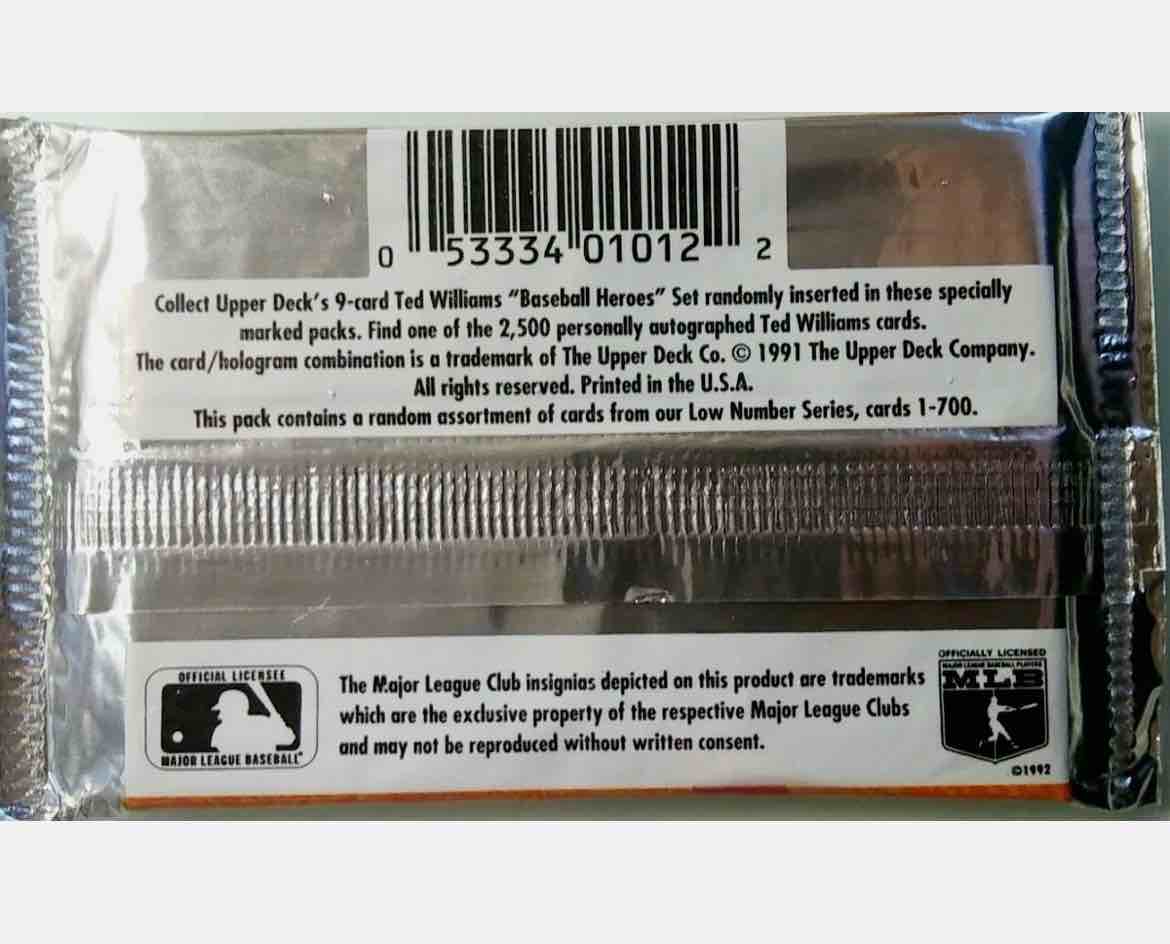 0 53334 01012 2
Collect Upper Deck's 9-card Ted Williams "Baseball Heroes" Set randomly inserted in these specially
marked packs. Find one of the 2,500 personally autographed Ted Williams cards.
The card/hologram combination is a trademark of The Upper Deck Co. © 1991 The Upper Deck Company.
All rights reserved. Printed in the U.S.A.
This pack contains a random assortment of cards from our Low Number Series, cards 1-700.
OFFICIAL LICENSEE
MAJOR LEAGUE BASEBALL
The Major League Club insignias depicted on this product are trademarks
which are the exclusive property of the respective Major League Clubs
and may not be reproduced without written consent.
OFFICIALLY LICENSED
MAJOR LEAGUE BASEBALL PLAYERS
MLB
©1992